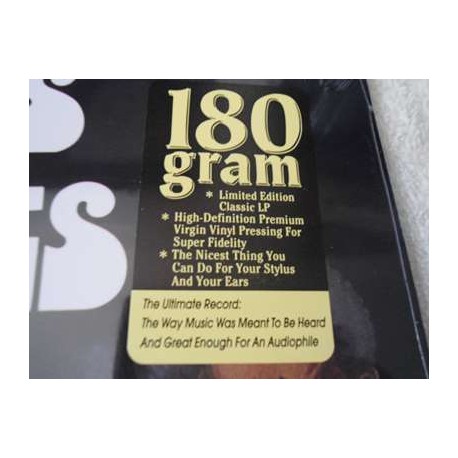 S
GS
180
gram
* Limited Edition
Classic LP
* High-Definition Premium
Virgin Vinyl Pressing For
Super Fidelity
* The Nicest Thing You
Can Do For Your Stylus
And Your Ears
The Ultimate Record:
The Way Music Was Meant To Be Heard
And Great Enough For An Audiophile